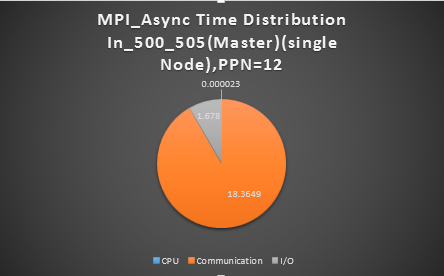 MPI_Async Time Distribution
In_500_505(Master)(single
Node),PPN=12
0.000023
1.678
18.3649
CPU Communication I/O